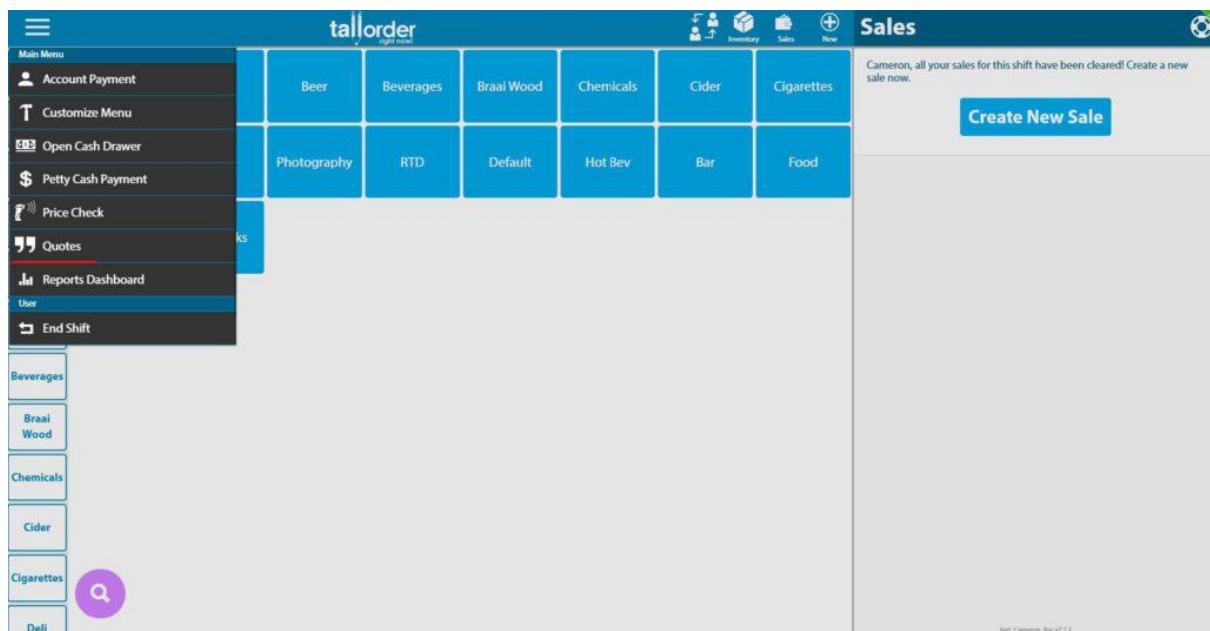 tallorder
right now!
Inventory
Sales
New
Sales
Main Menu
Account Payment
Customize Menu
Open Cash Drawer
Petty Cash Payment
Price Check
Quotes
Reports Dashboard
User
End Shift
Beer
Beverages
Braai Wood
Chemicals
Cider
Cigarettes
Photography
RTD
Default
Hot Bev
Bar
Food
ks
Cameron, all your sales for this shift have been cleared! Create a new
sale now.
Create New Sale
Beverages
Braai
Wood
Chemicals
Cider
Cigarettes
Deli